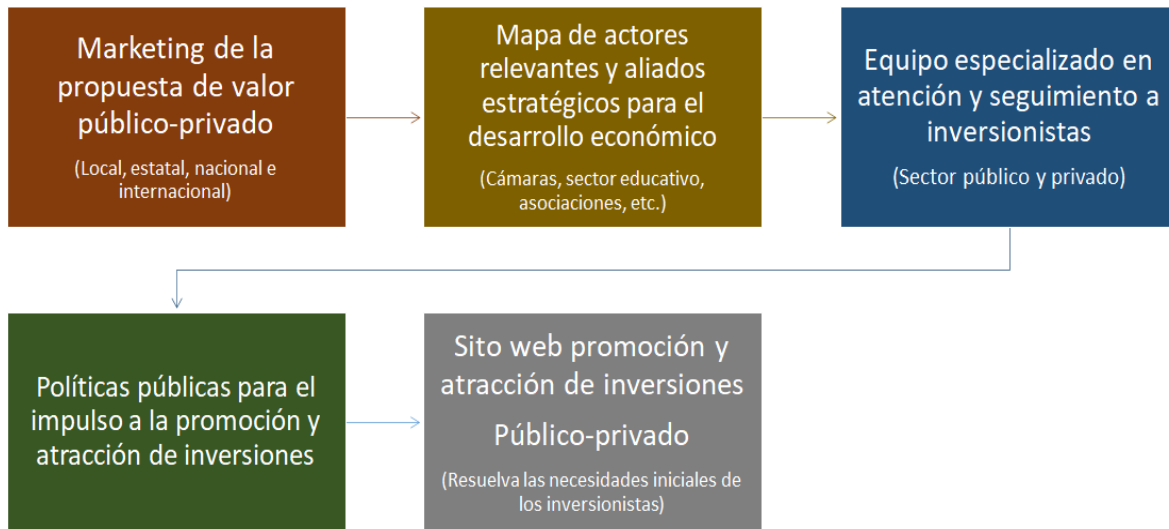 Marketing de la
propuesta de valor
público-privado
(Local, estatal, nacional e
internacional)
Mapa de actores
relevantes y aliados
estratégicos para el
desarrollo económico
(Cámaras, sector educativo,
asociaciones, etc.)
Equipo especializado en
atención y seguimiento a
inversionistas
(Sector público y privado)
Políticas públicas para el
impulso a la promoción y
atracción de inversiones
Sito web promoción y
atracción de inversiones
Público-privado
(Resuelva las necesidades iniciales de
los inversionistas)